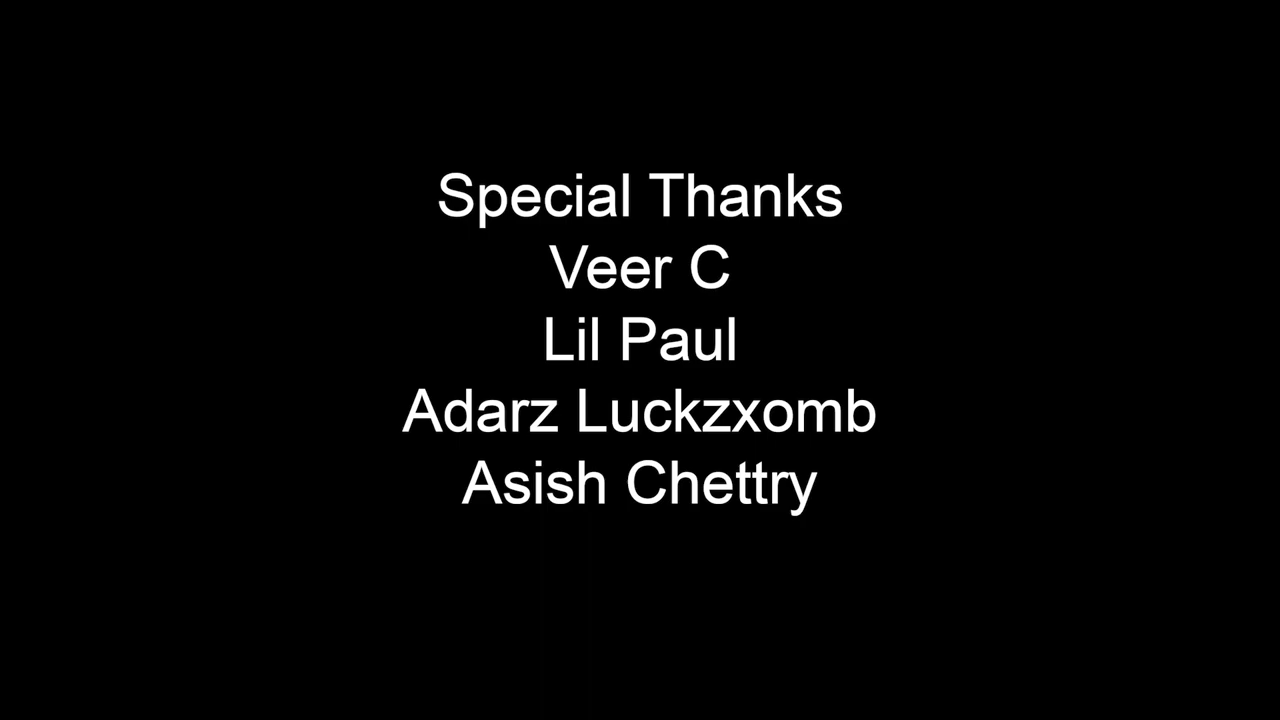 Special Thanks
Veer C
Lil Paul
Adarz Luckzxomb
Asish Chettry